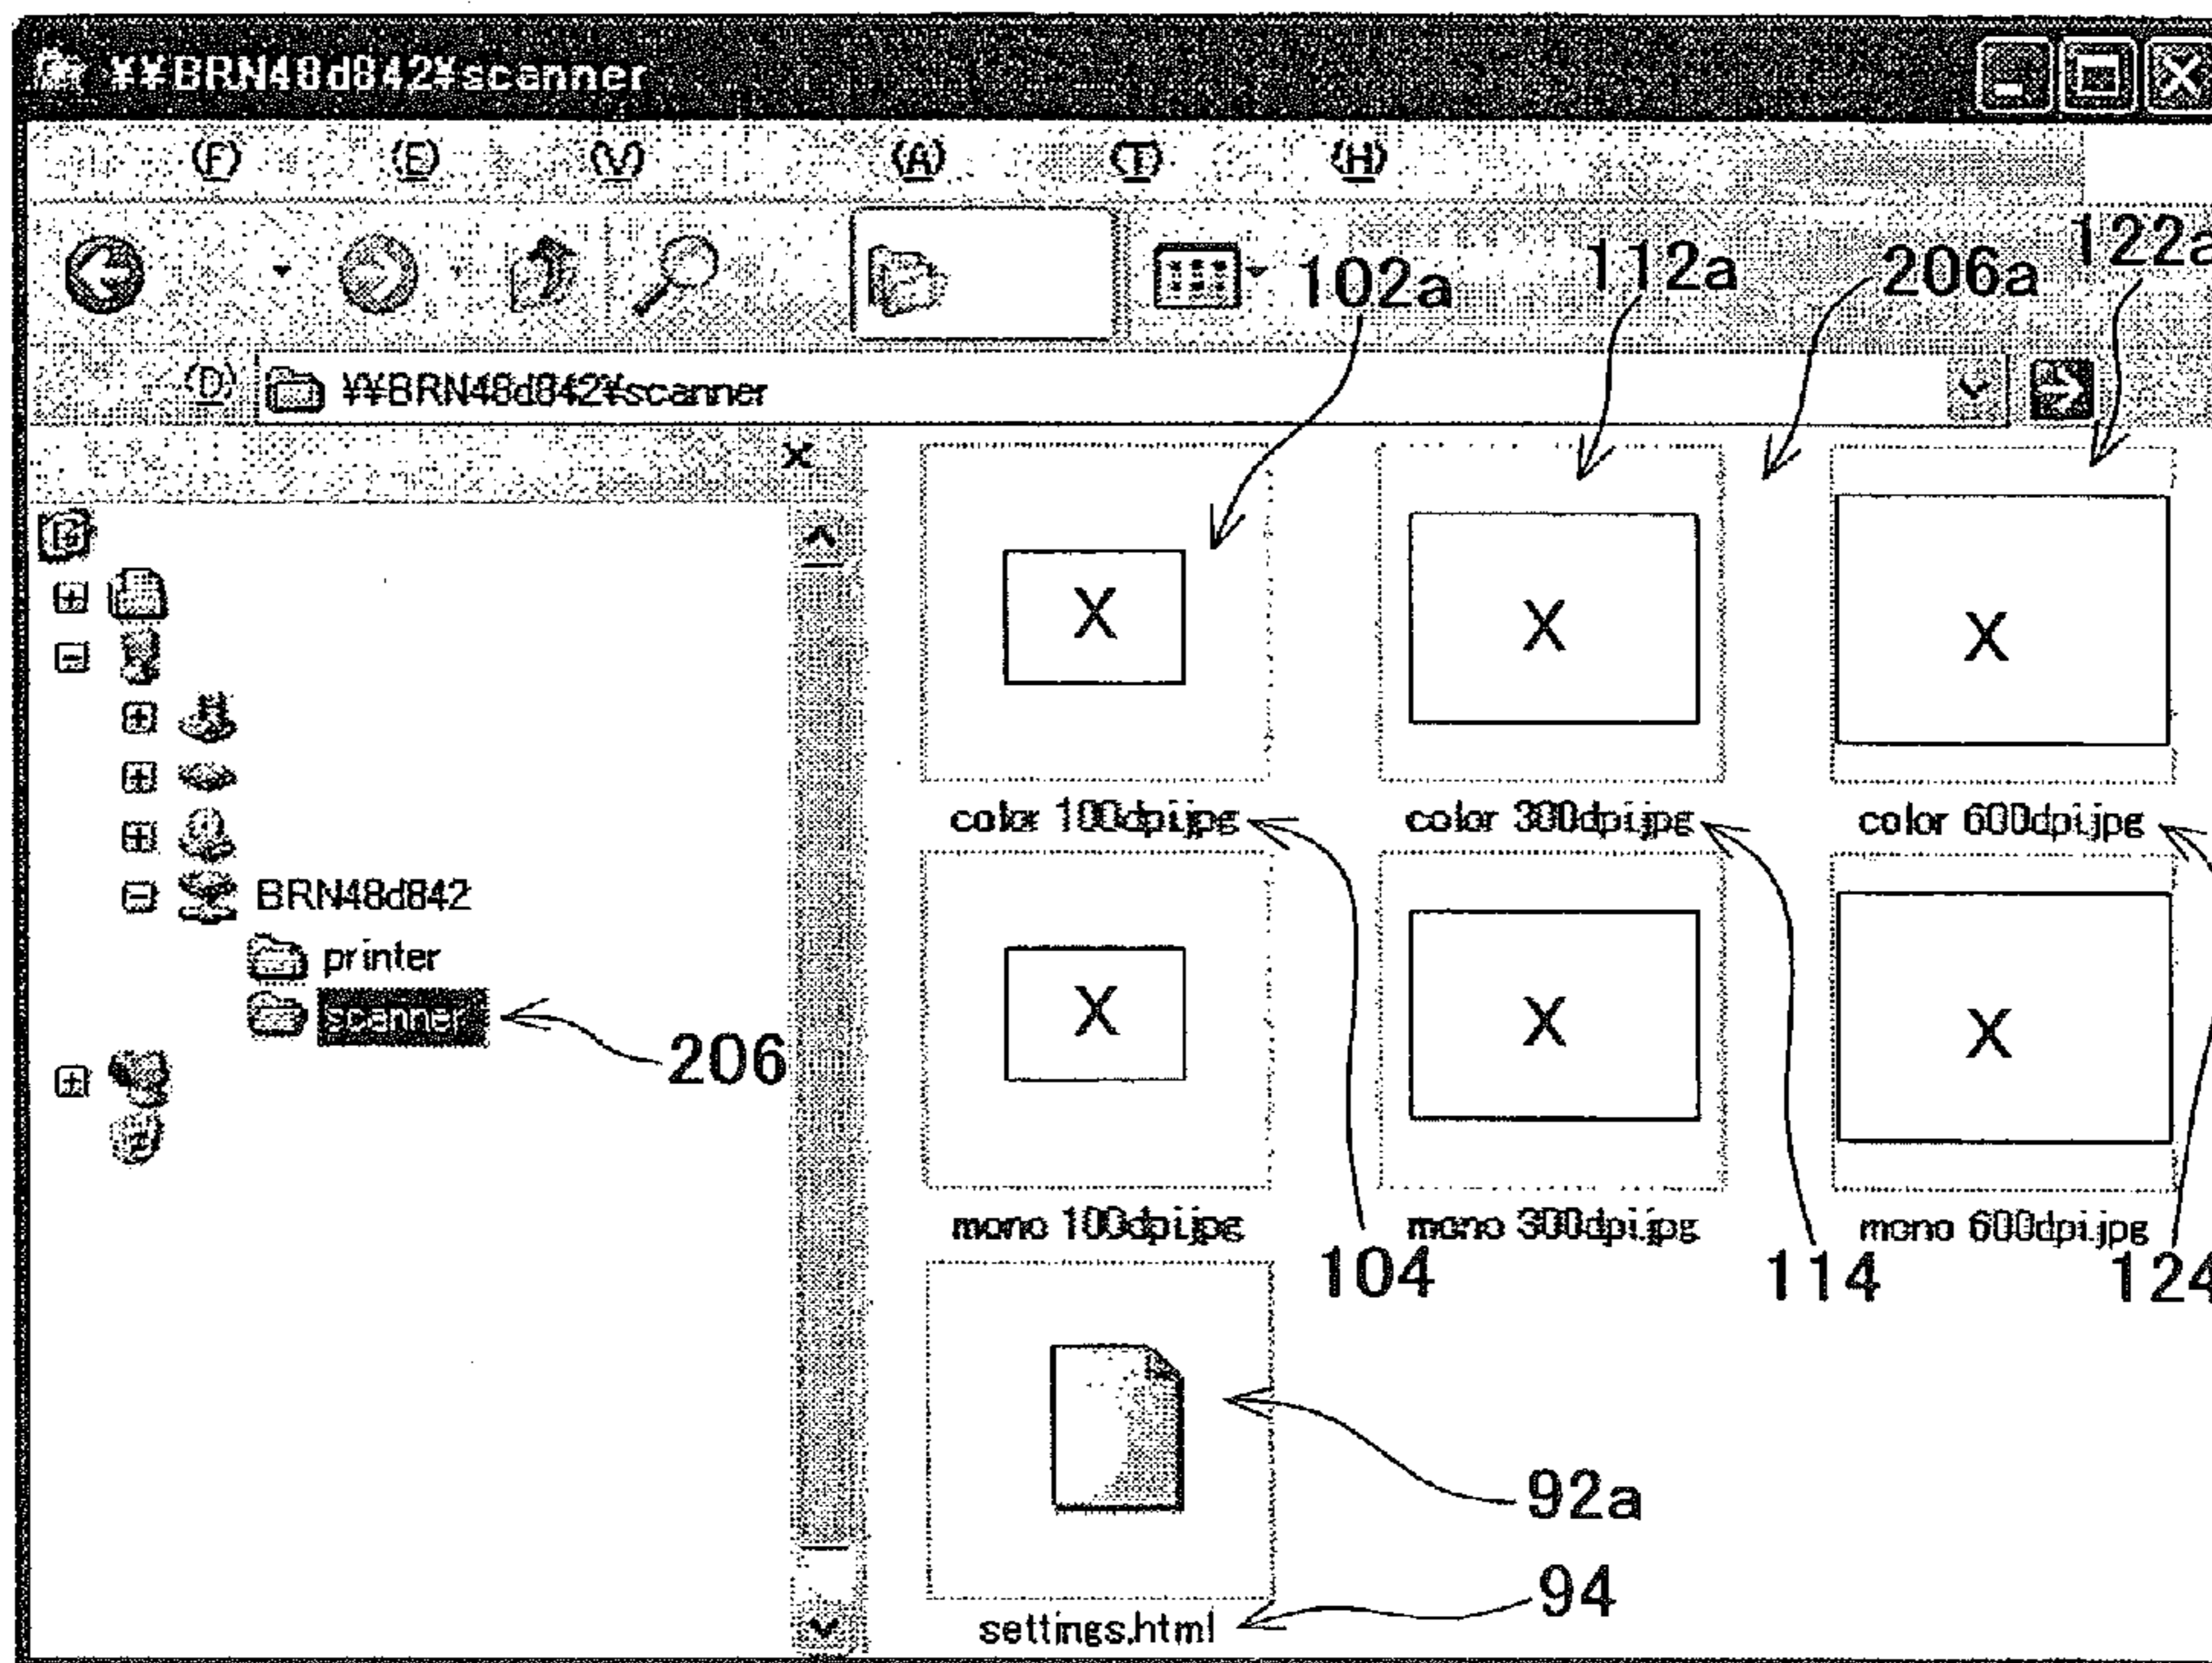 ¥¥BRN48d842¥scanner
(F) (E) (V) (A) (T) (H)
102a 112a 206a 122a
(D) ¥¥BRN48d842¥scanner
X X X
color 100dpi.jpg color 300dpi.jpg color 600dpi.jpg
BRN48d842
printer
scanner
206
X X X
mono 100dpi.jpg mono 300dpi.jpg mono 600dpi.jpg
104 114 124
92a
94
settings.html